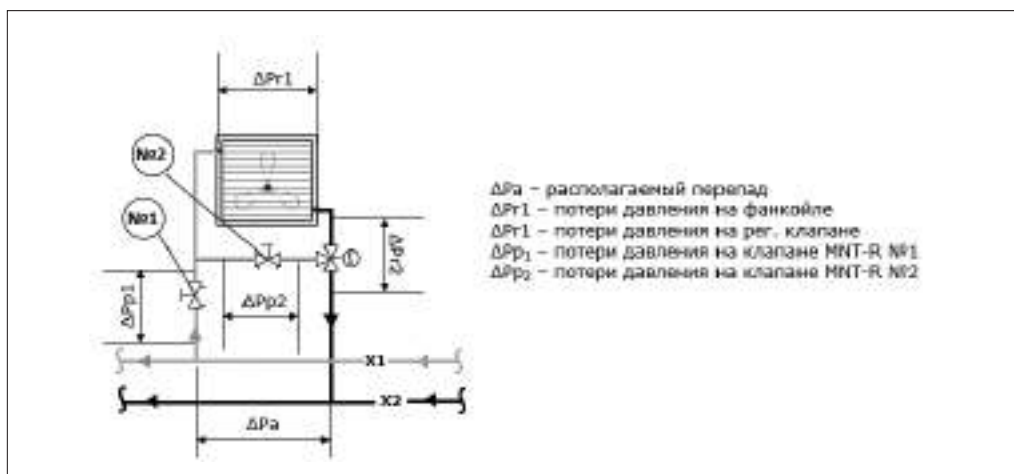 ΔPr1
№2
№1
ΔPr2
ΔPp1
ΔPp2
X1
X2
ΔPa
ΔPa – располагаемый перепад
ΔPr1 – потери давления на фанкойле
ΔPr1 – потери давления на рег. клапане
ΔPp₁ – потери давления на клапане MNT-R №1
ΔPp₂ – потери давления на клапане MNT-R №2